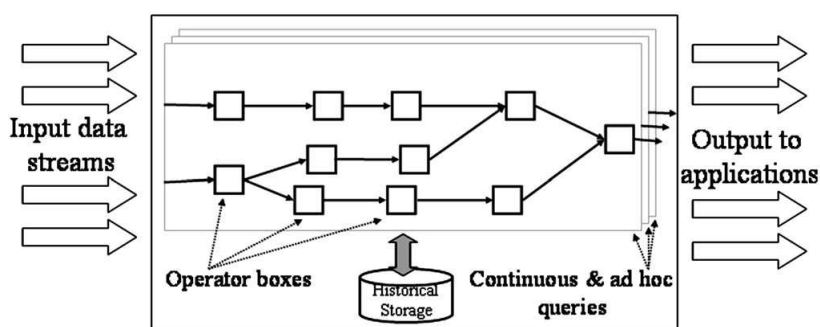 Input data
streams
Output to
applications
Operator boxes
Historical
Storage
Continuous & ad hoc
queries